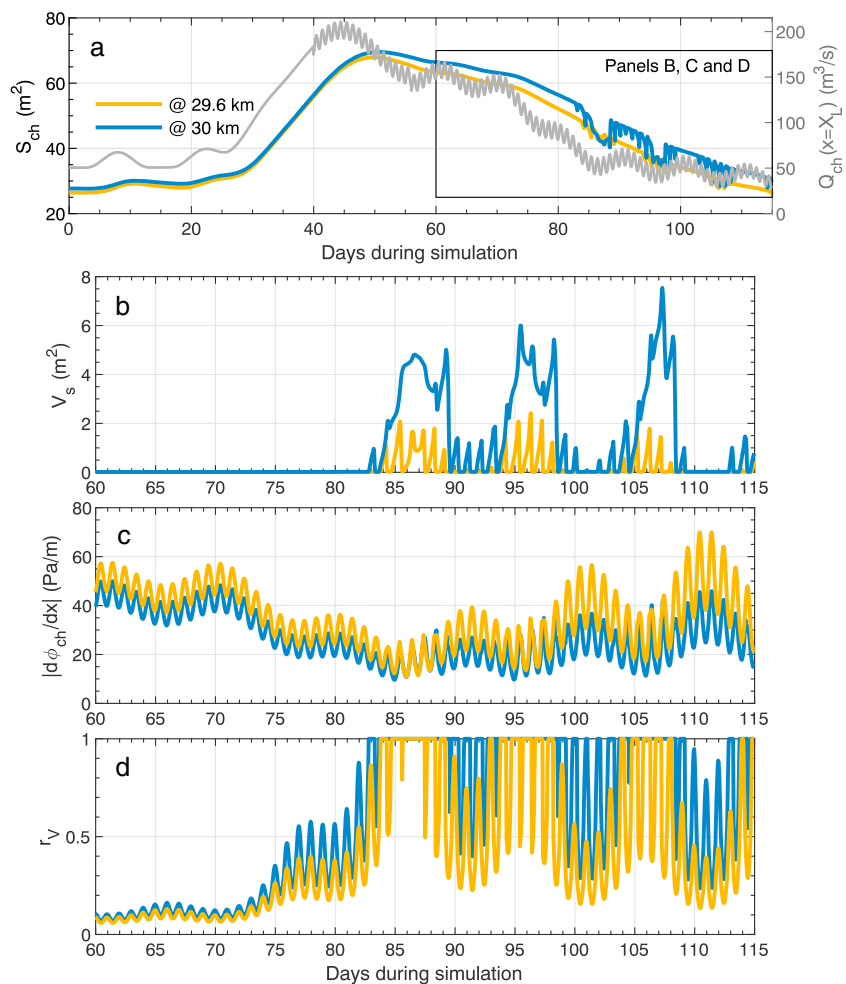 a
S_ch (m²)
80
60
40
20
@ 29.6 km
@ 30 km
Panels B, C and D
200
150
100
50
0
Q_ch(x=X_L) (m³/s)
0 20 40 60 80 100
Days during simulation
b
V_s (m²)
8
6
4
2
0
60 65 70 75 80 85 90 95 100 105 110 115
c
|dϕ_ch/dx| (Pa/m)
80
60
40
20
0
60 65 70 75 80 85 90 95 100 105 110 115
d
r_V
1
0.5
0
60 65 70 75 80 85 90 95 100 105 110 115
Days during simulation